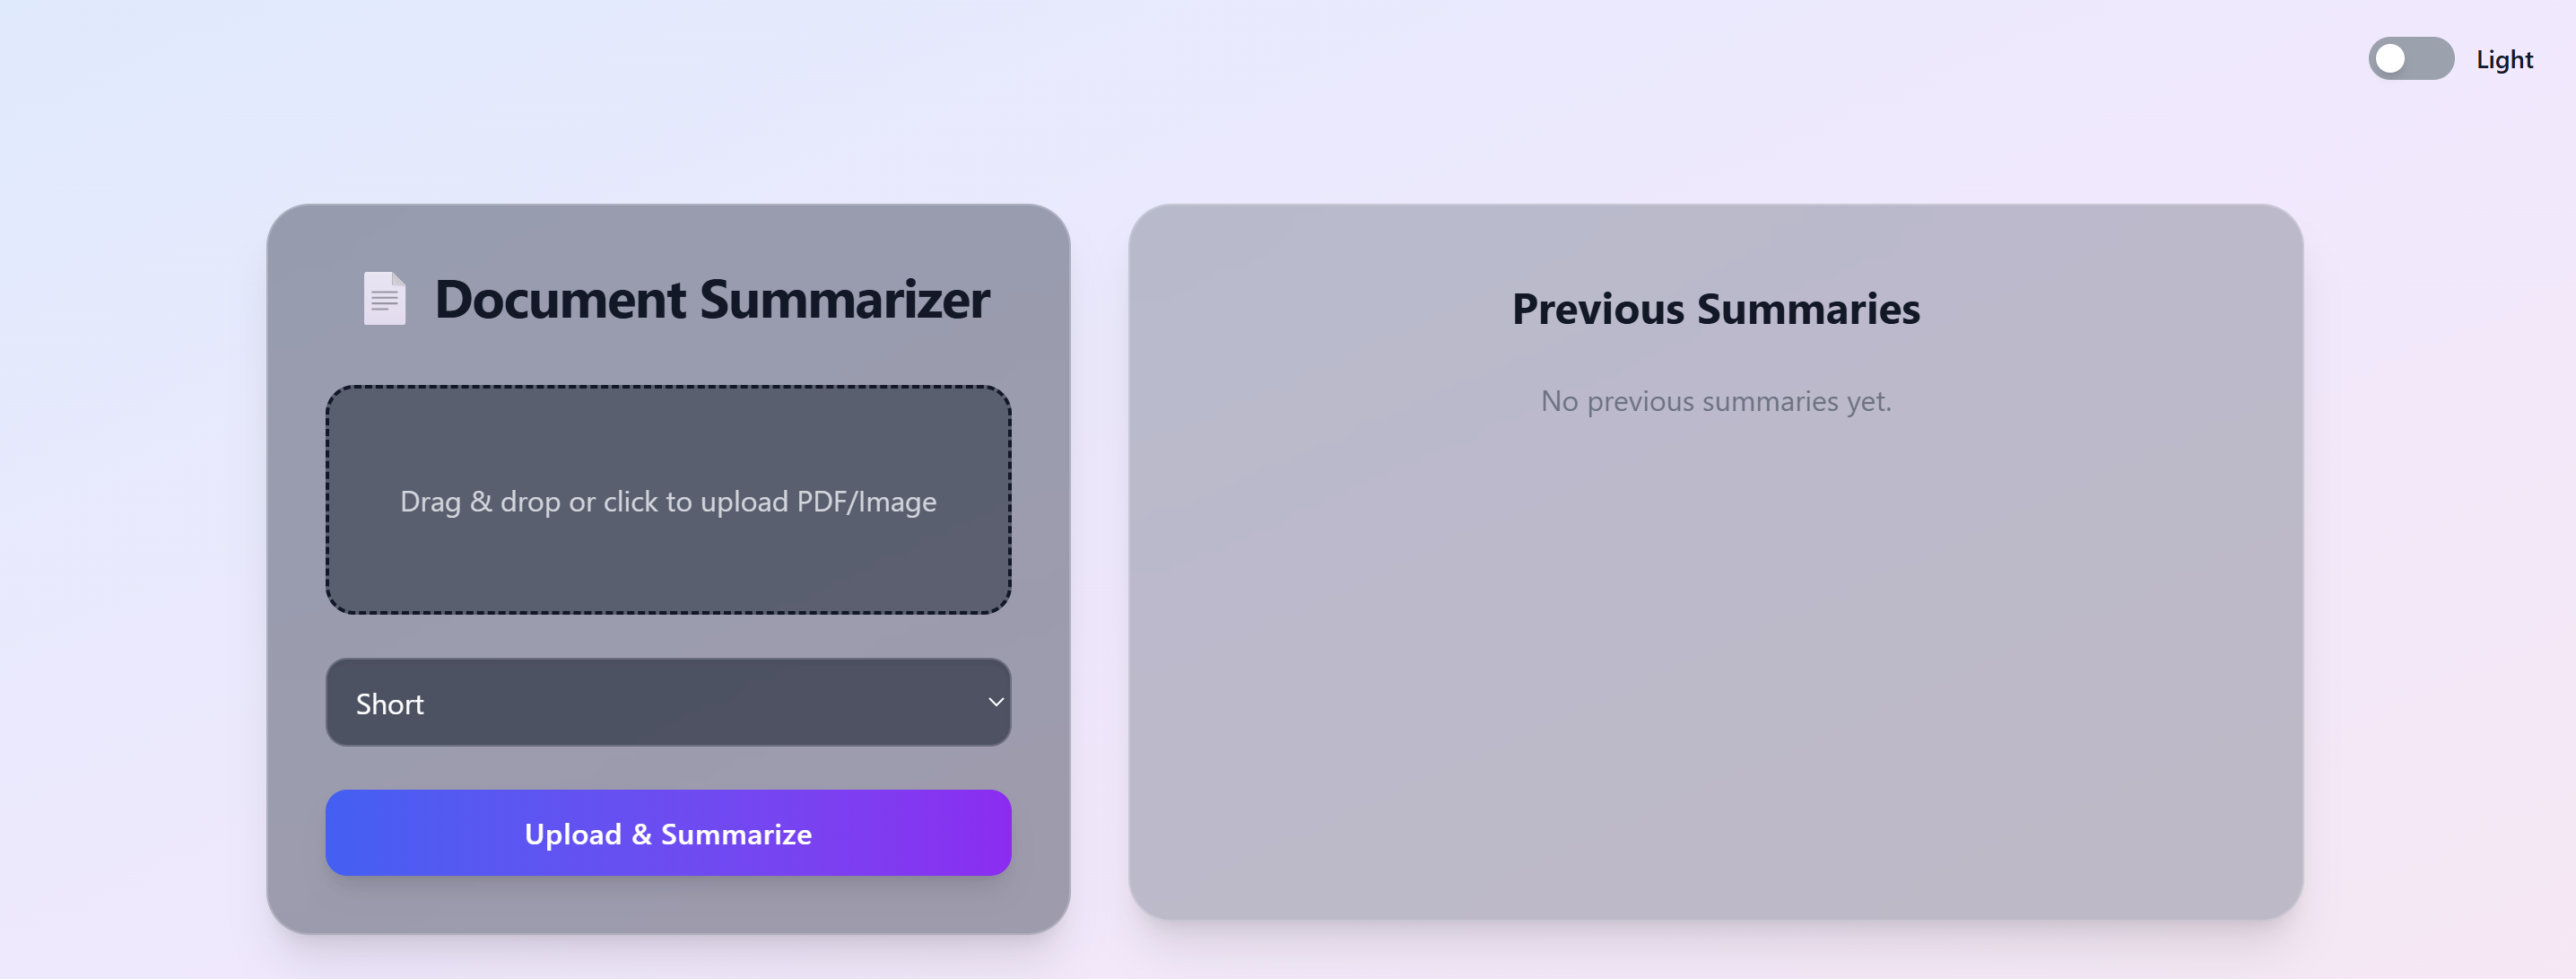 Light
Document Summarizer
Drag & drop or click to upload PDF/Image
Short
Upload & Summarize
Previous Summaries
No previous summaries yet.